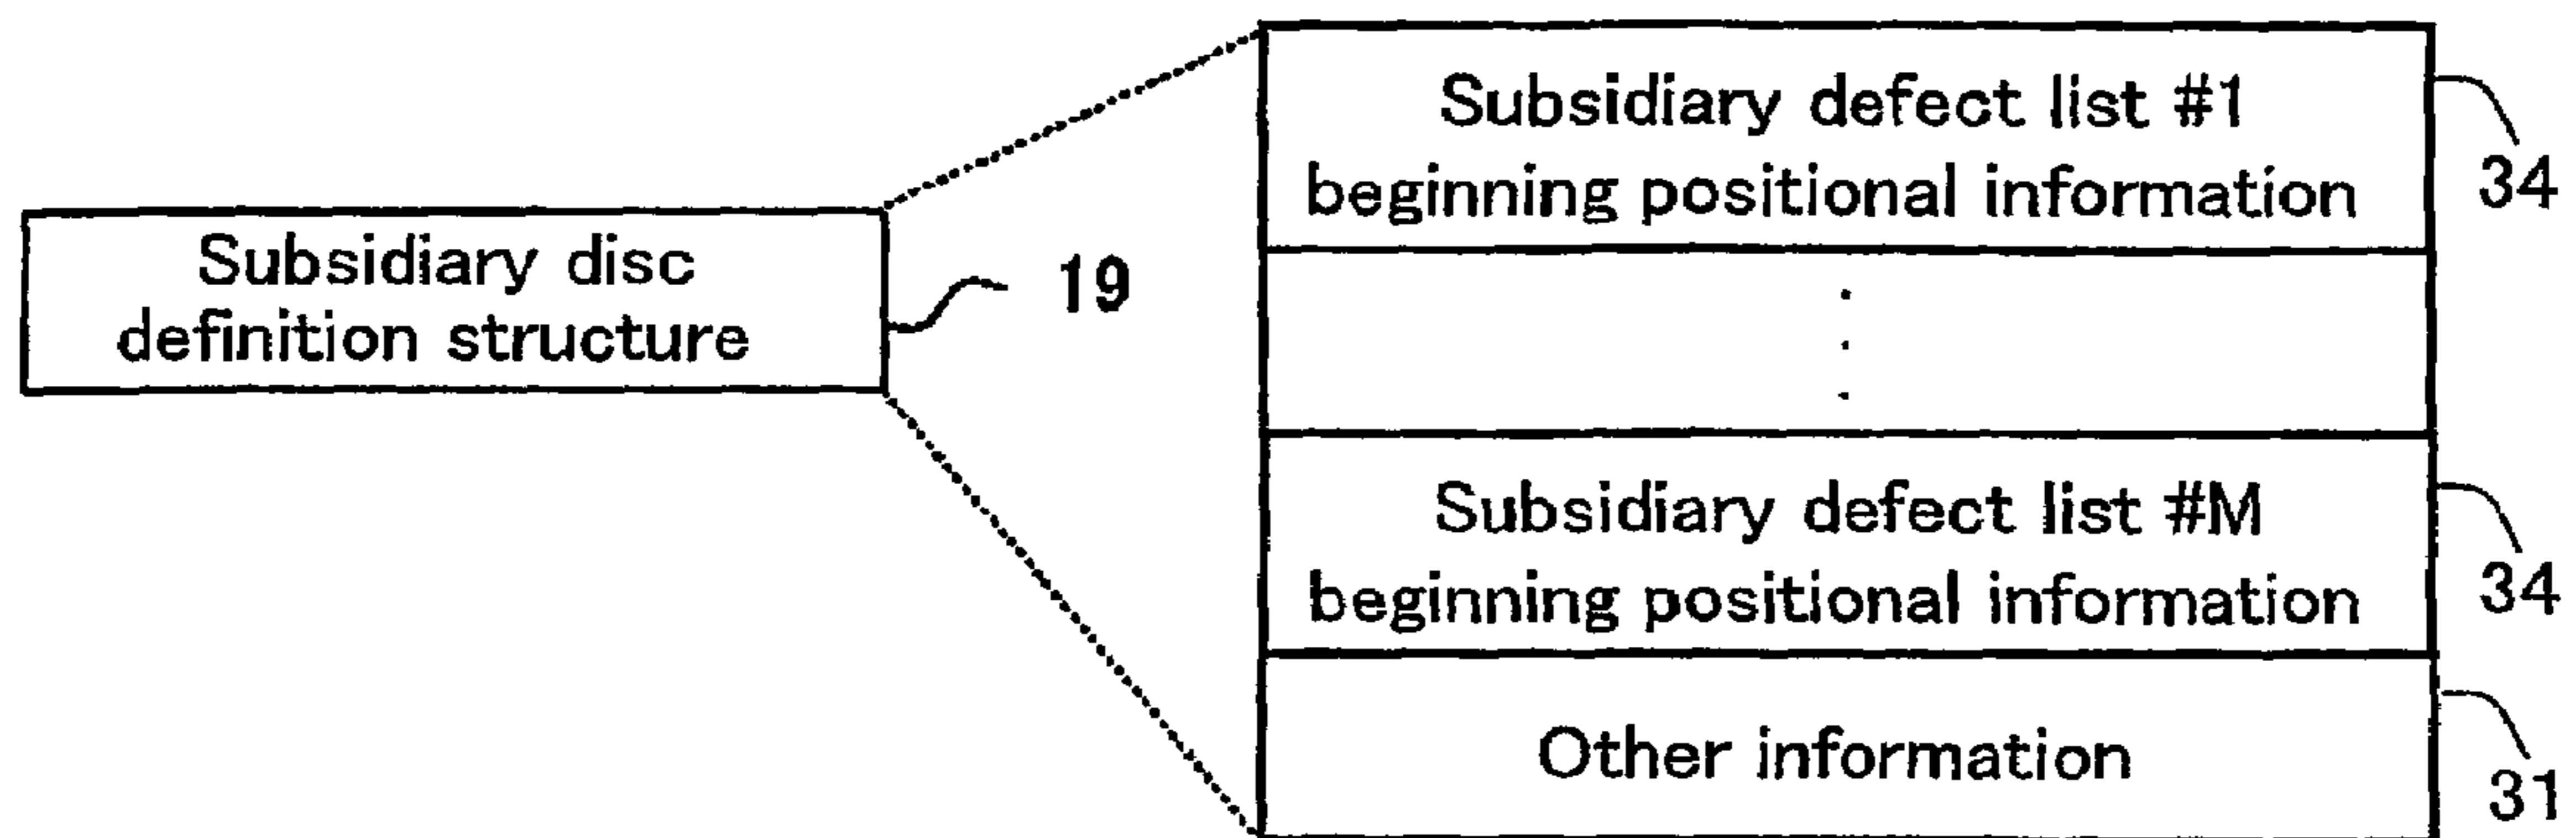 Subsidiary disc
definition structure
19
Subsidiary defect list #1
beginning positional information
34
Subsidiary defect list #M
beginning positional information
34
Other information
31